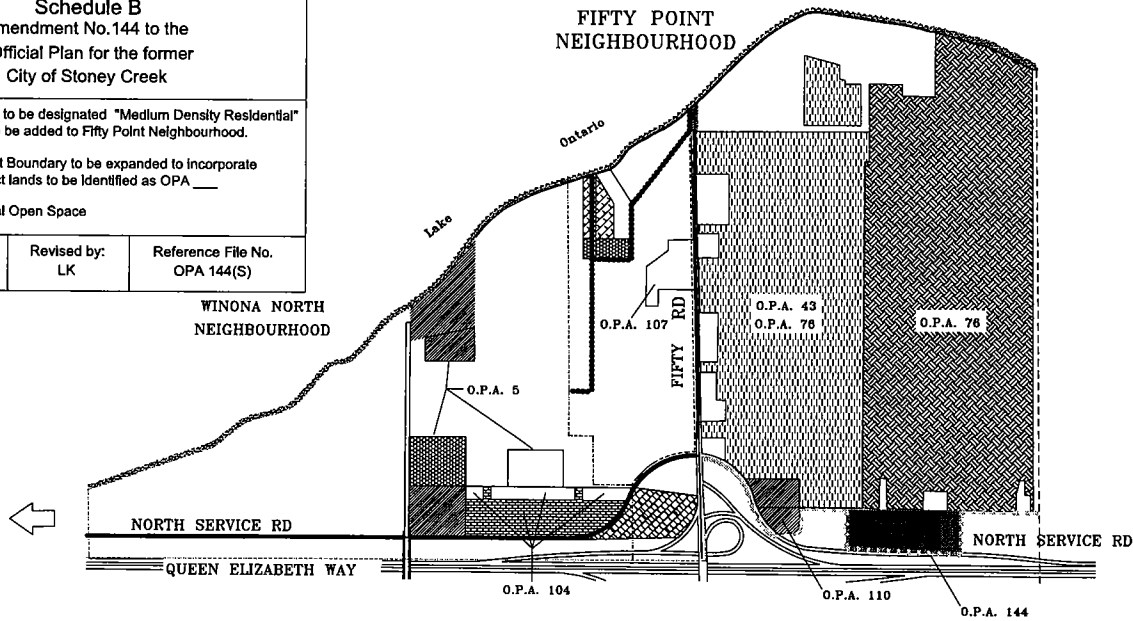 Schedule B
mendment No.144 to the
fficial Plan for the former
City of Stoney Creek
to be designated "Medium Density Residential"
be added to Fifty Point Neighbourhood.
t Boundary to be expanded to incorporate
ct lands to be identified as OPA ___
l Open Space
Revised by:
LK
Reference File No.
OPA 144(S)
FIFTY POINT
NEIGHBOURHOOD
Lake
Ontario
WINONA NORTH
NEIGHBOURHOOD
O.P.A. 107
FIFTY RD
O.P.A. 43
O.P.A. 76
O.P.A. 76
O.P.A. 5
NORTH SERVICE RD
NORTH SERVICE RD
QUEEN ELIZABETH WAY
O.P.A. 104
O.P.A. 110
O.P.A. 144